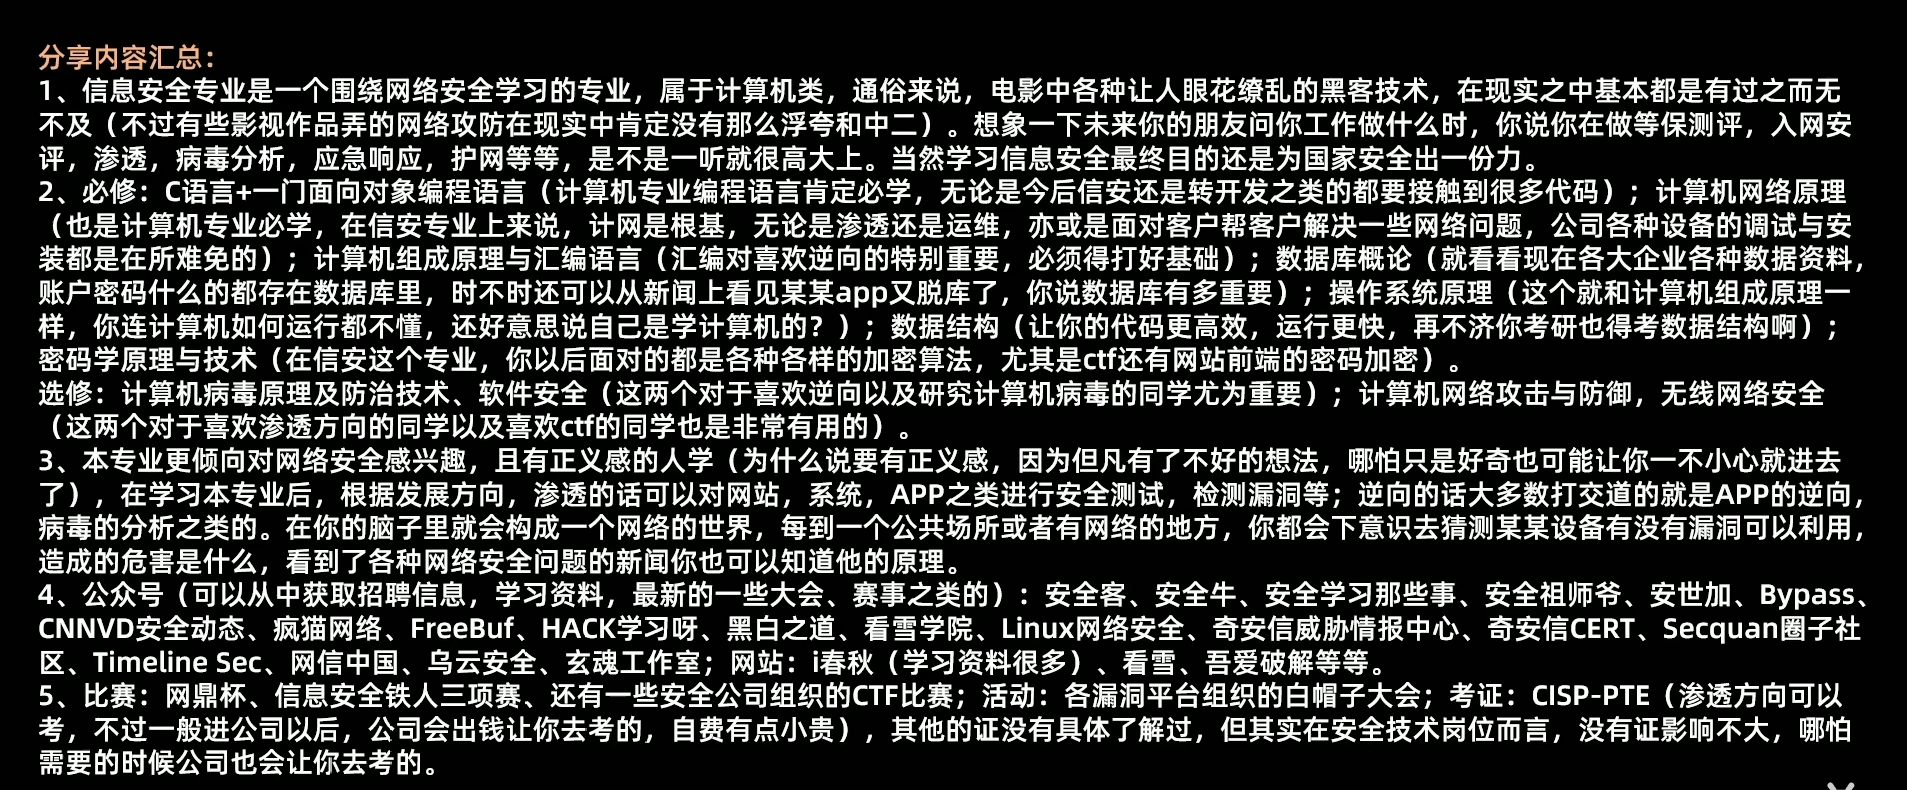 分享内容汇总：
1、信息安全专业是一个围绕网络安全学习的专业，属于计算机类，通俗来说，电影中各种让人眼花缭乱的黑客技术，在现实之中基本都是有过之而无
不及（不过有些影视作品弄的网络攻防在现实中肯定没有那么浮夸和中二）。想象一下未来你的朋友问你工作做什么时，你说你在做等保测评，入网安
评，渗透，病毒分析，应急响应，护网等等，是不是一听就很高大上。当然学习信息安全最终目的还是为国家安全出一份力。
2、必修：C语言+一门面向对象编程语言（计算机专业编程语言肯定必学，无论是今后信安还是转开发之类的都要接触到很多代码）；计算机网络原理
（也是计算机专业必学，在信安专业上来说，计网是根基，无论是渗透还是运维，亦或是面对客户帮客户解决一些网络问题，公司各种设备的调试与安
装都是在所难免的）；计算机组成原理与汇编语言（汇编对喜欢逆向的特别重要，必须得打好基础）；数据库概论（就看看现在各大企业各种数据资料，
账户密码什么的都存在数据库里，时不时还可以从新闻上看见某某app又脱库了，你说数据库有多重要）；操作系统原理（这个就和计算机组成原理一
样，你连计算机如何运行都不懂，还好意思说自己是学计算机的？）；数据结构（让你的代码更高效，运行更快，再不济你考研也得考数据结构啊）；
密码学原理与技术（在信安这个专业，你以后面对的都是各种各样的加密算法，尤其是ctf还有网站前端的密码加密）。
选修：计算机病毒原理及防治技术、软件安全（这两个对于喜欢逆向以及研究计算机病毒的同学尤为重要）；计算机网络攻击与防御，无线网络安全
（这两个对于喜欢渗透方向的同学以及喜欢ctf的同学也是非常有用的）。
3、本专业更倾向对网络安全感兴趣，且有正义感的人学（为什么说要有正义感，因为但凡有了不好的想法，哪怕只是好奇也可能让你一不小心就进去
了），在学习本专业后，根据发展方向，渗透的话可以对网站，系统，APP之类进行安全测试，检测漏洞等；逆向的话大多数打交道的就是APP的逆向，
病毒的分析之类的。在你的脑子里就会构成一个网络的世界，每到一个公共场所或者有网络的地方，你都会下意识去猜测某某设备有没有漏洞可以利用，
造成的危害是什么，看到了各种网络安全问题的新闻你也可以知道他的原理。
4、公众号（可以从中获取招聘信息，学习资料，最新的一些大会、赛事之类的）：安全客、安全牛、安全学习那些事、安全祖师爷、安世加、Bypass、
CNNVD安全动态、疯猫网络、FreeBuf、HACK学习呀、黑白之道、看雪学院、Linux网络安全、奇安信威胁情报中心、奇安信CERT、Secquan圈子社
区、Timeline Sec、网信中国、乌云安全、玄魂工作室；网站：i春秋（学习资料很多）、看雪、吾爱破解等等。
5、比赛：网鼎杯、信息安全铁人三项赛、还有一些安全公司组织的CTF比赛；活动：各漏洞平台组织的白帽子大会；考证：CISP-PTE（渗透方向可以
考，不过一般进公司以后，公司会出钱让你去考的，自费有点小贵），其他的证没有具体了解过，但其实在安全技术岗位而言，没有证影响不大，哪怕
需要的时候公司也会让你去考的。